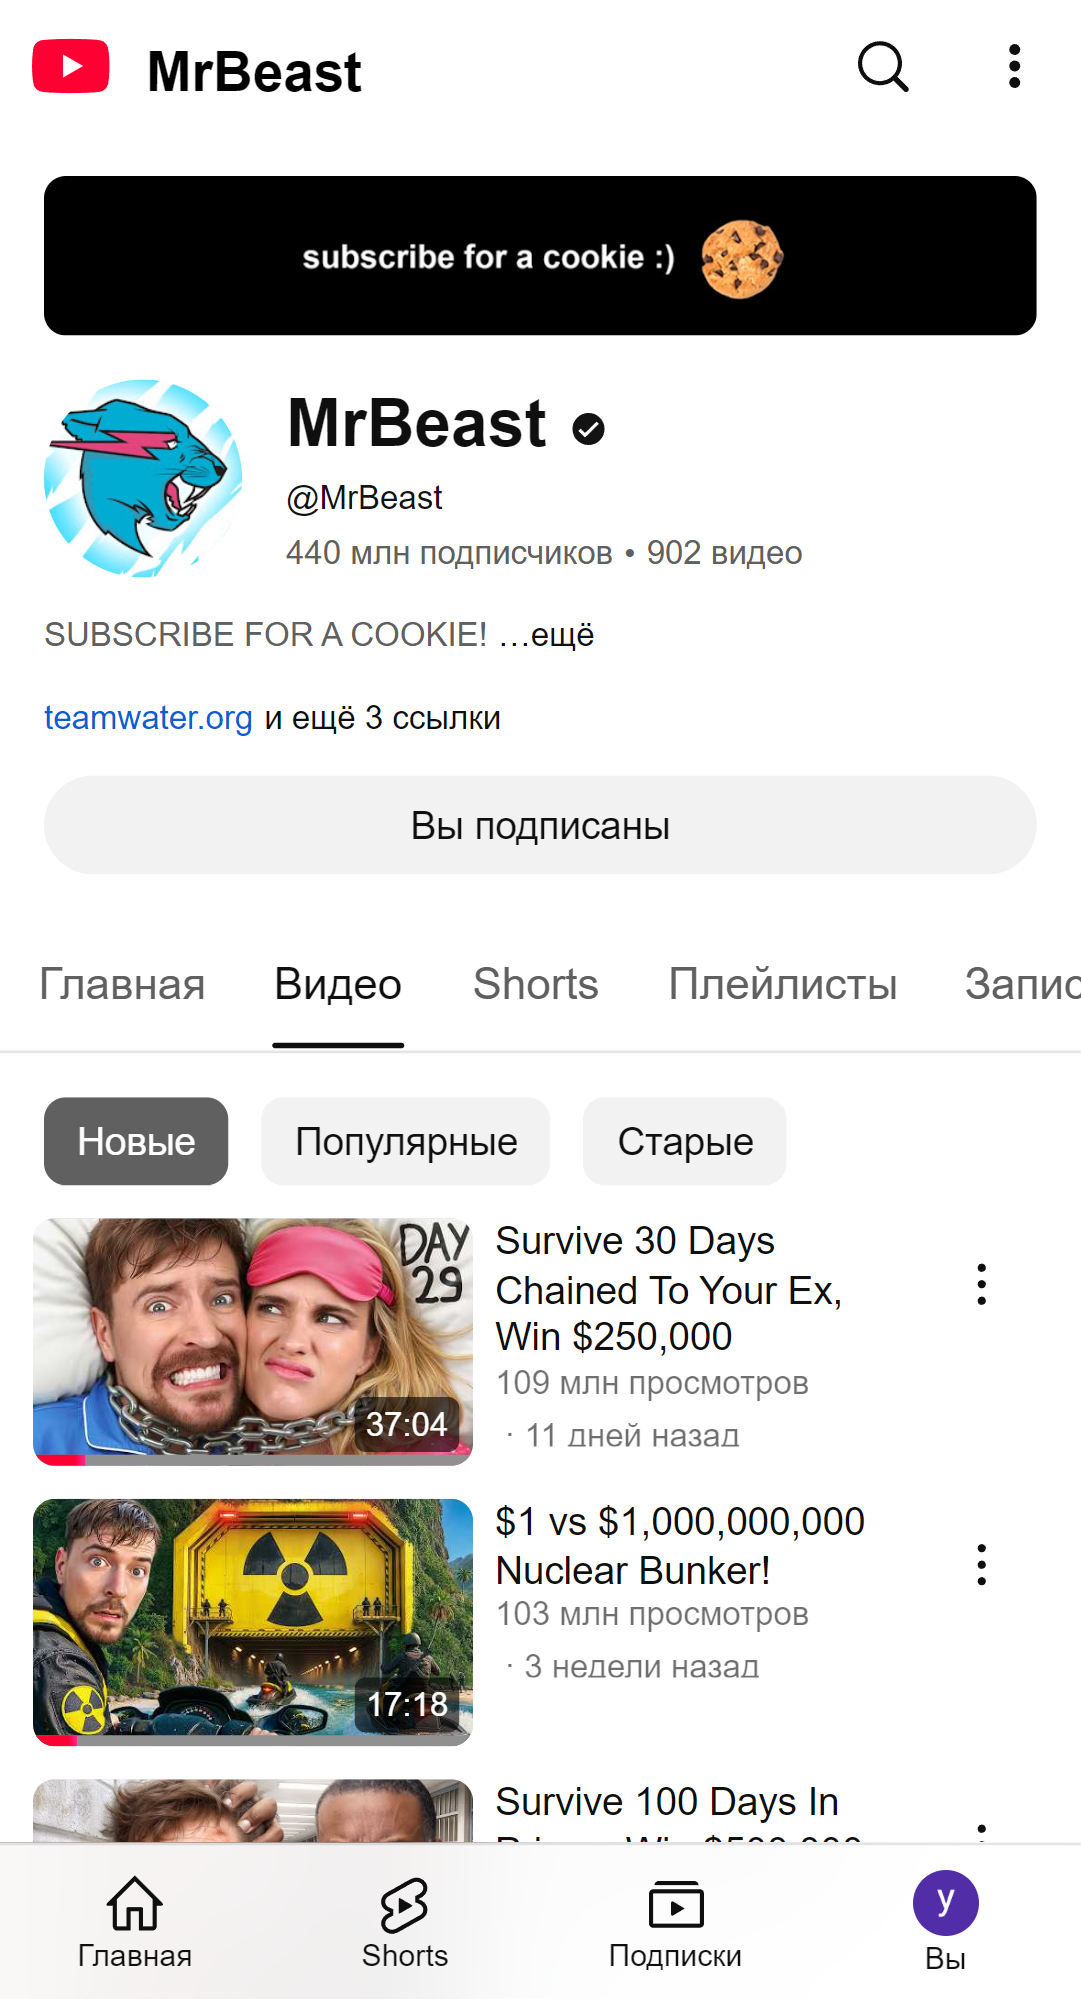 MrBeast
subscribe for a cookie :)
MrBeast
@MrBeast
440 млн подписчиков • 902 видео
SUBSCRIBE FOR A COOKIE! …ещё
teamwater.org и ещё 3 ссылки
Вы подписаны
Главная Видео Shorts Плейлисты Запис
Новые Популярные Старые
DAY
29
37:04
Survive 30 Days
Chained To Your Ex,
Win $250,000
109 млн просмотров
· 11 дней назад
17:18
$1 vs $1,000,000,000
Nuclear Bunker!
103 млн просмотров
· 3 недели назад
Survive 100 Days In
Главная Shorts Подписки Вы
y